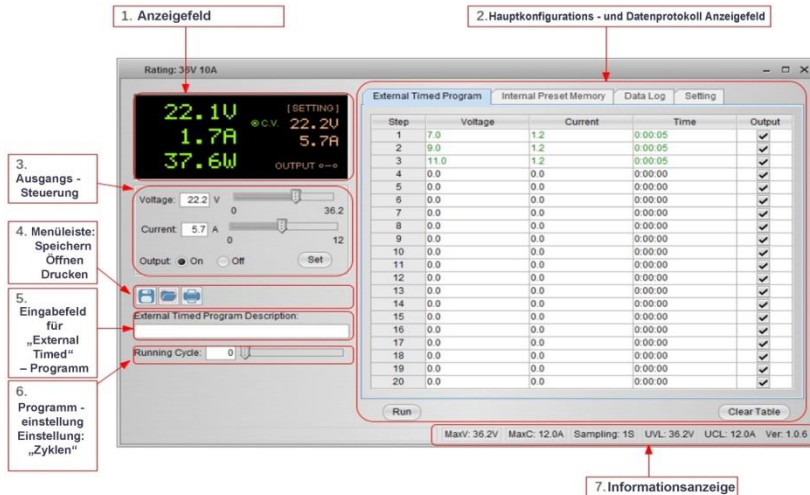 1. Anzeigefeld
2. Hauptkonfigurations - und Datenprotokoll Anzeigefeld
Rating: 36V 10A
22.1V
[SETTING]
C.V. 22.2V
1.7A
5.7A
37.6W
OUTPUT
3.
Ausgangs -
Steuerung
Voltage: 22.2 V
0 36.2
Current: 5.7 A
0 12
Output: On Off Set
4. Menüleiste:
Speichern
Öffnen
Drucken
5.
Eingabefeld
für
„External
Timed“
– Programm
External Timed Program Description:
Running Cycle: 0
6.
Programm -
einstellung
Einstellung:
„Zyklen“
External Timed Program Internal Preset Memory Data Log Setting
Step Voltage Current Time Output
1 7.0 1.2 0:00:05
2 9.0 1.2 0:00:05
3 11.0 1.2 0:00:05
4 0.0 0.0 0:00:00
5 0.0 0.0 0:00:00
6 0.0 0.0 0:00:00
7 0.0 0.0 0:00:00
8 0.0 0.0 0:00:00
9 0.0 0.0 0:00:00
10 0.0 0.0 0:00:00
11 0.0 0.0 0:00:00
12 0.0 0.0 0:00:00
13 0.0 0.0 0:00:00
14 0.0 0.0 0:00:00
15 0.0 0.0 0:00:00
16 0.0 0.0 0:00:00
17 0.0 0.0 0:00:00
18 0.0 0.0 0:00:00
19 0.0 0.0 0:00:00
20 0.0 0.0 0:00:00
Run Clear Table
MaxV: 36.2V MaxC: 12.0A Sampling: 1S UVL: 36.2V UCL: 12.0A Ver: 1.0.6
7. Informationsanzeige